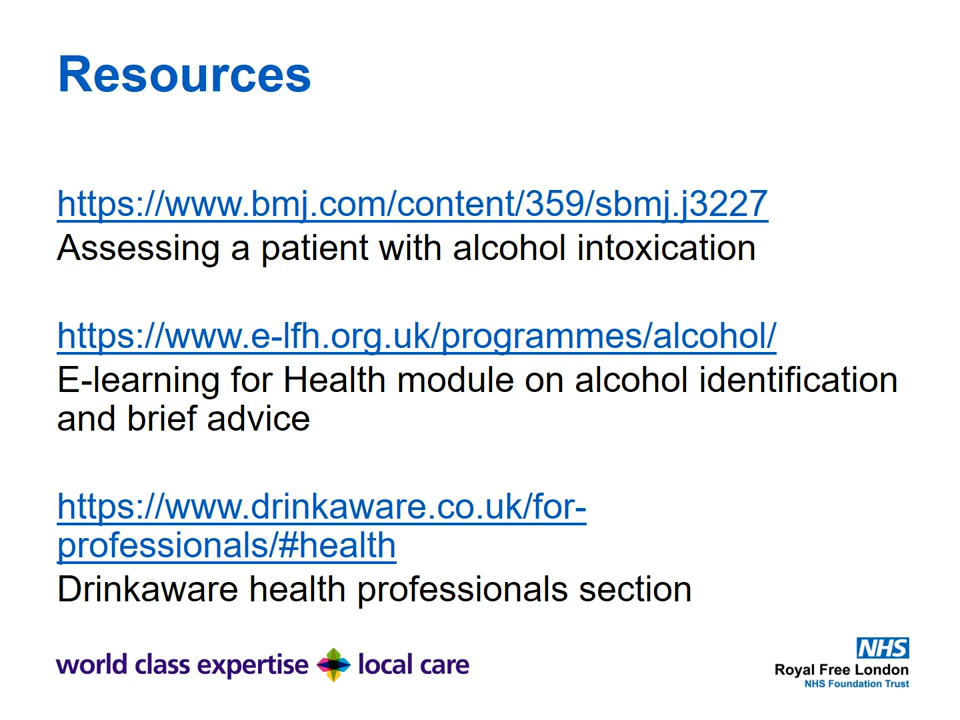 Resources
https://www.bmj.com/content/359/sbmj.j3227
Assessing a patient with alcohol intoxication
https://www.e-lfh.org.uk/programmes/alcohol/
E-learning for Health module on alcohol identification
and brief advice
https://www.drinkaware.co.uk/for-
professionals/#health
Drinkaware health professionals section
world class expertise local care
NHS
Royal Free London
NHS Foundation Trust